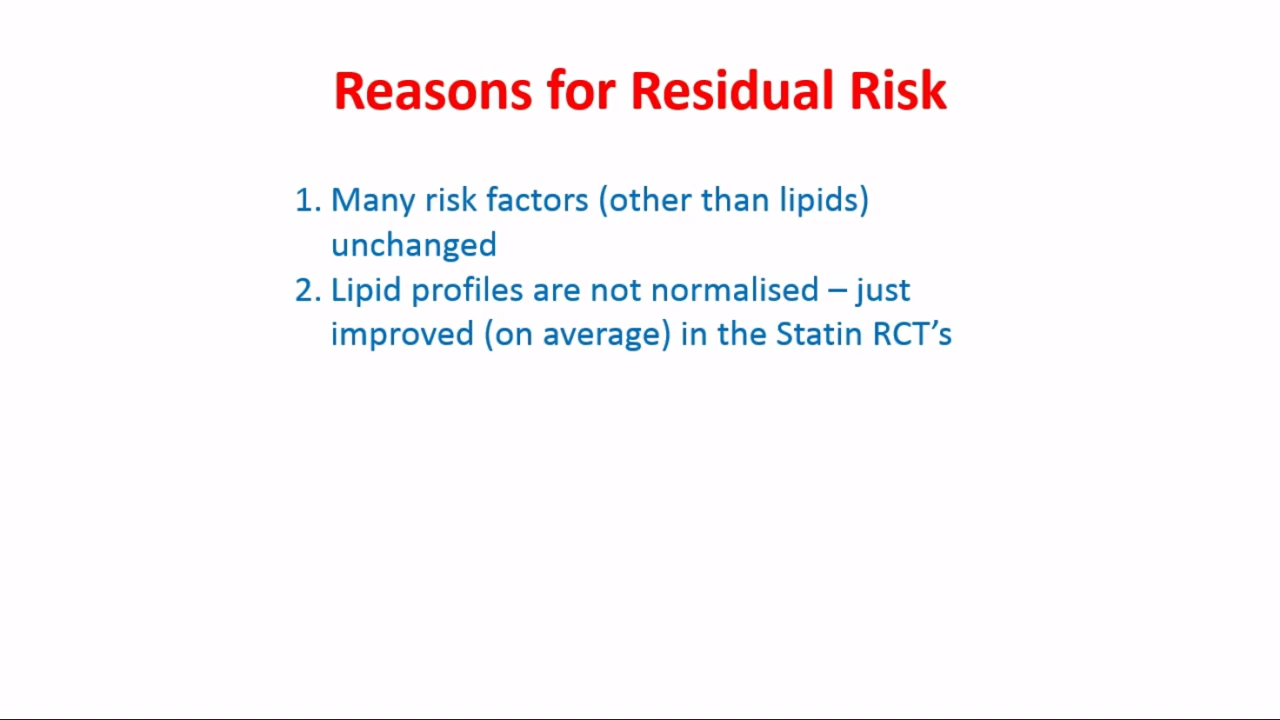 Reasons for Residual Risk
1. Many risk factors (other than lipids)
unchanged
2. Lipid profiles are not normalised – just
improved (on average) in the Statin RCT’s